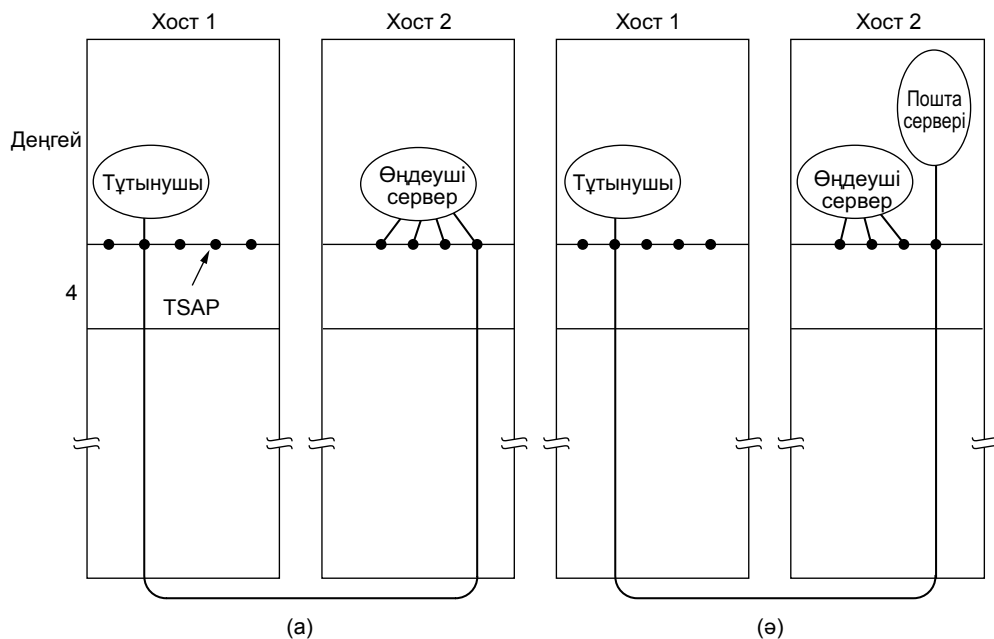 Хост 1
Хост 2
Хост 1
Хост 2
Деңгей
Тұтынушы
Өңдеуші
сервер
Тұтынушы
Өңдеуші
сервер
Пошта
сервері
4
TSAP
(а)
(ә)